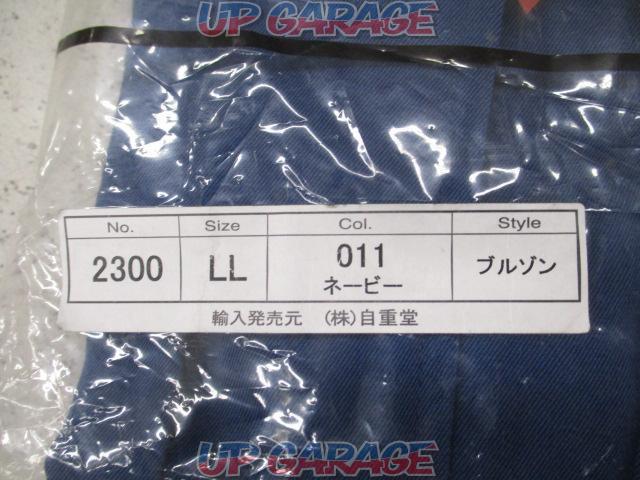 UP GARAGE
No. Size Col. Style
2300 LL 011 ブルゾン
ネービー
輸入発売元 (株)自重堂
UP GARAGE